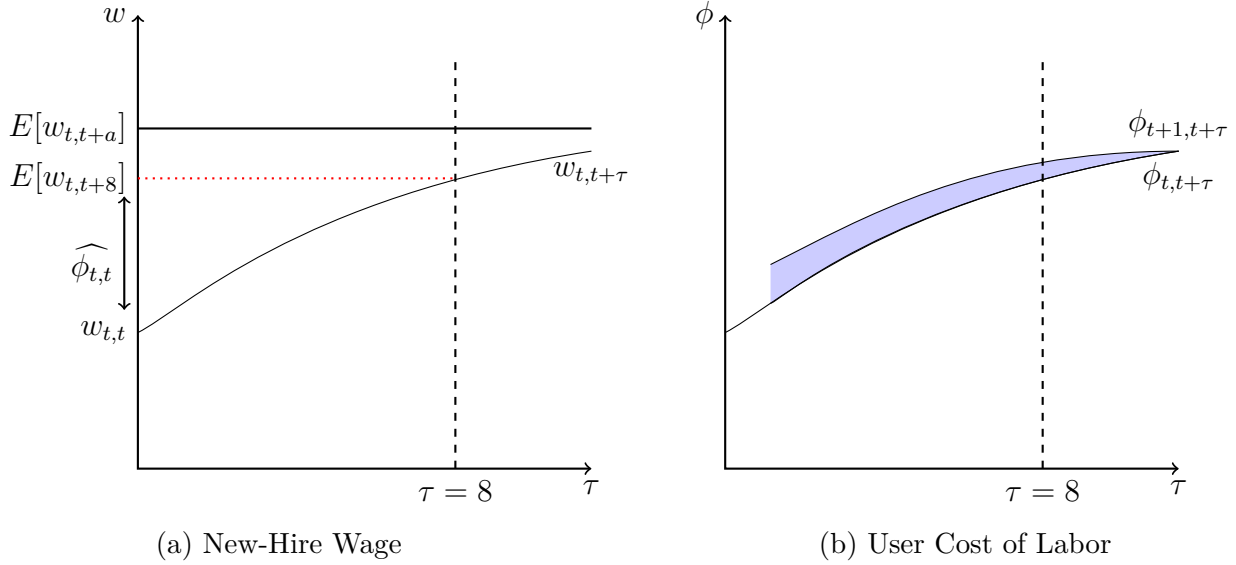 w
E[w_{t,t+a}]
E[w_{t,t+8}]
w_{t,t+τ}
\widehat{ϕ_{t,t}}
w_{t,t}
τ = 8
τ
(a) New-Hire Wage
ϕ
ϕ_{t+1,t+τ}
ϕ_{t,t+τ}
τ = 8
τ
(b) User Cost of Labor